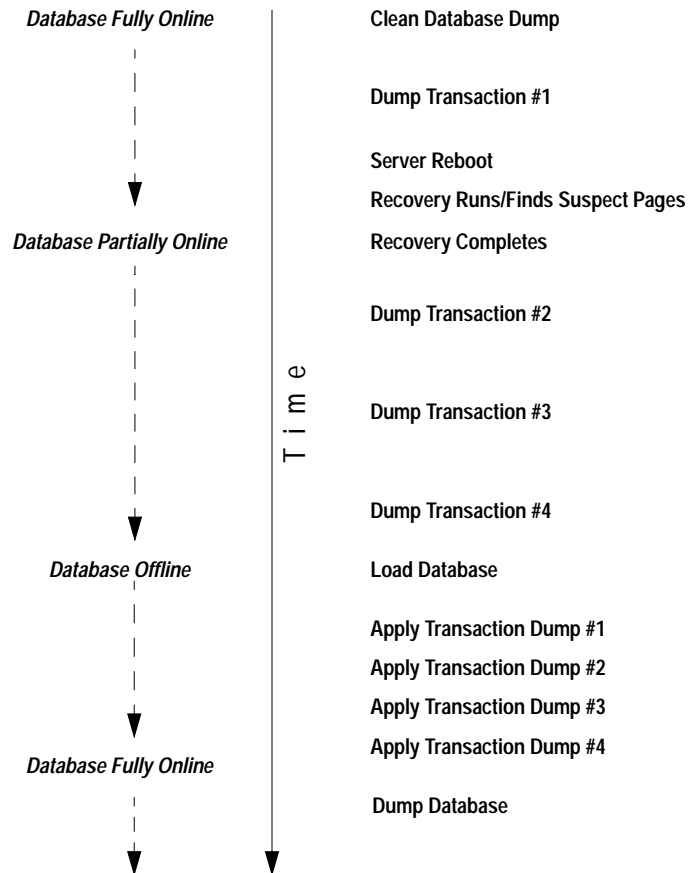 Database Fully Online
Clean Database Dump
Dump Transaction #1
Server Reboot
Recovery Runs/Finds Suspect Pages
Database Partially Online
Recovery Completes
Dump Transaction #2
Time
Dump Transaction #3
Dump Transaction #4
Database Offline
Load Database
Apply Transaction Dump #1
Apply Transaction Dump #2
Apply Transaction Dump #3
Apply Transaction Dump #4
Database Fully Online
Dump Database